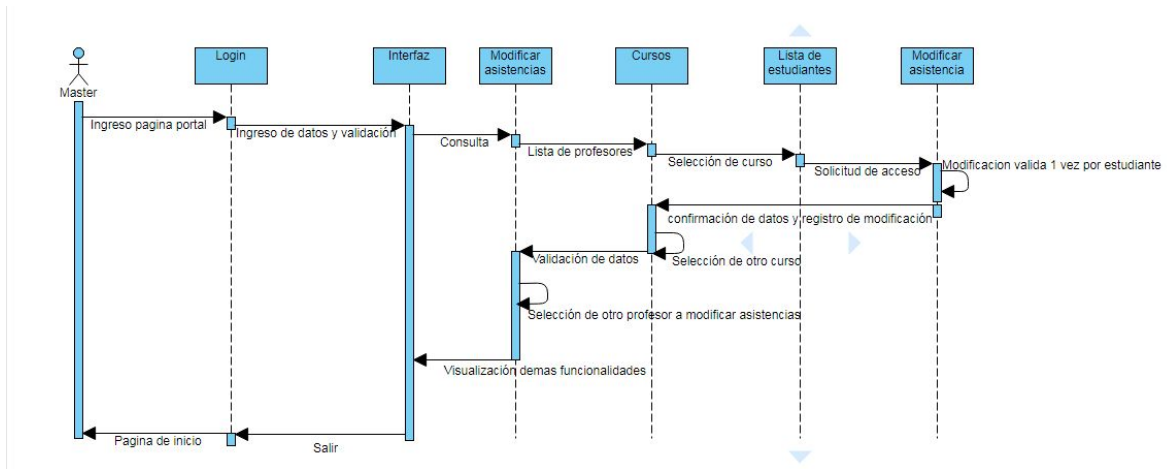 Login
Interfaz
Modificar
asistencias
Cursos
Lista de
estudiantes
Modificar
asistencia
Master
Ingreso pagina portal
Ingreso de datos y validación
Consulta
Lista de profesores
Selección de curso
Solicitud de acceso
Modificacion valida 1 vez por estudiante
confirmación de datos y registro de modificación
Validación de datos
Selección de otro curso
Selección de otro profesor a modificar asistencias
Visualización demas funcionalidades
Pagina de inicio
Salir